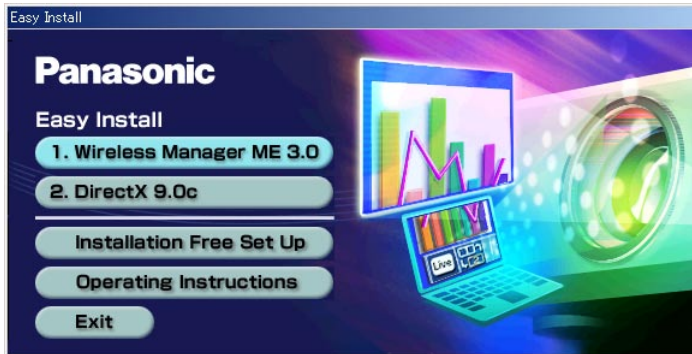 Easy Install
Panasonic
Easy Install
1. Wireless Manager ME 3.0
2. DirectX 9.0c
Installation Free Set Up
Operating Instructions
Exit
Live